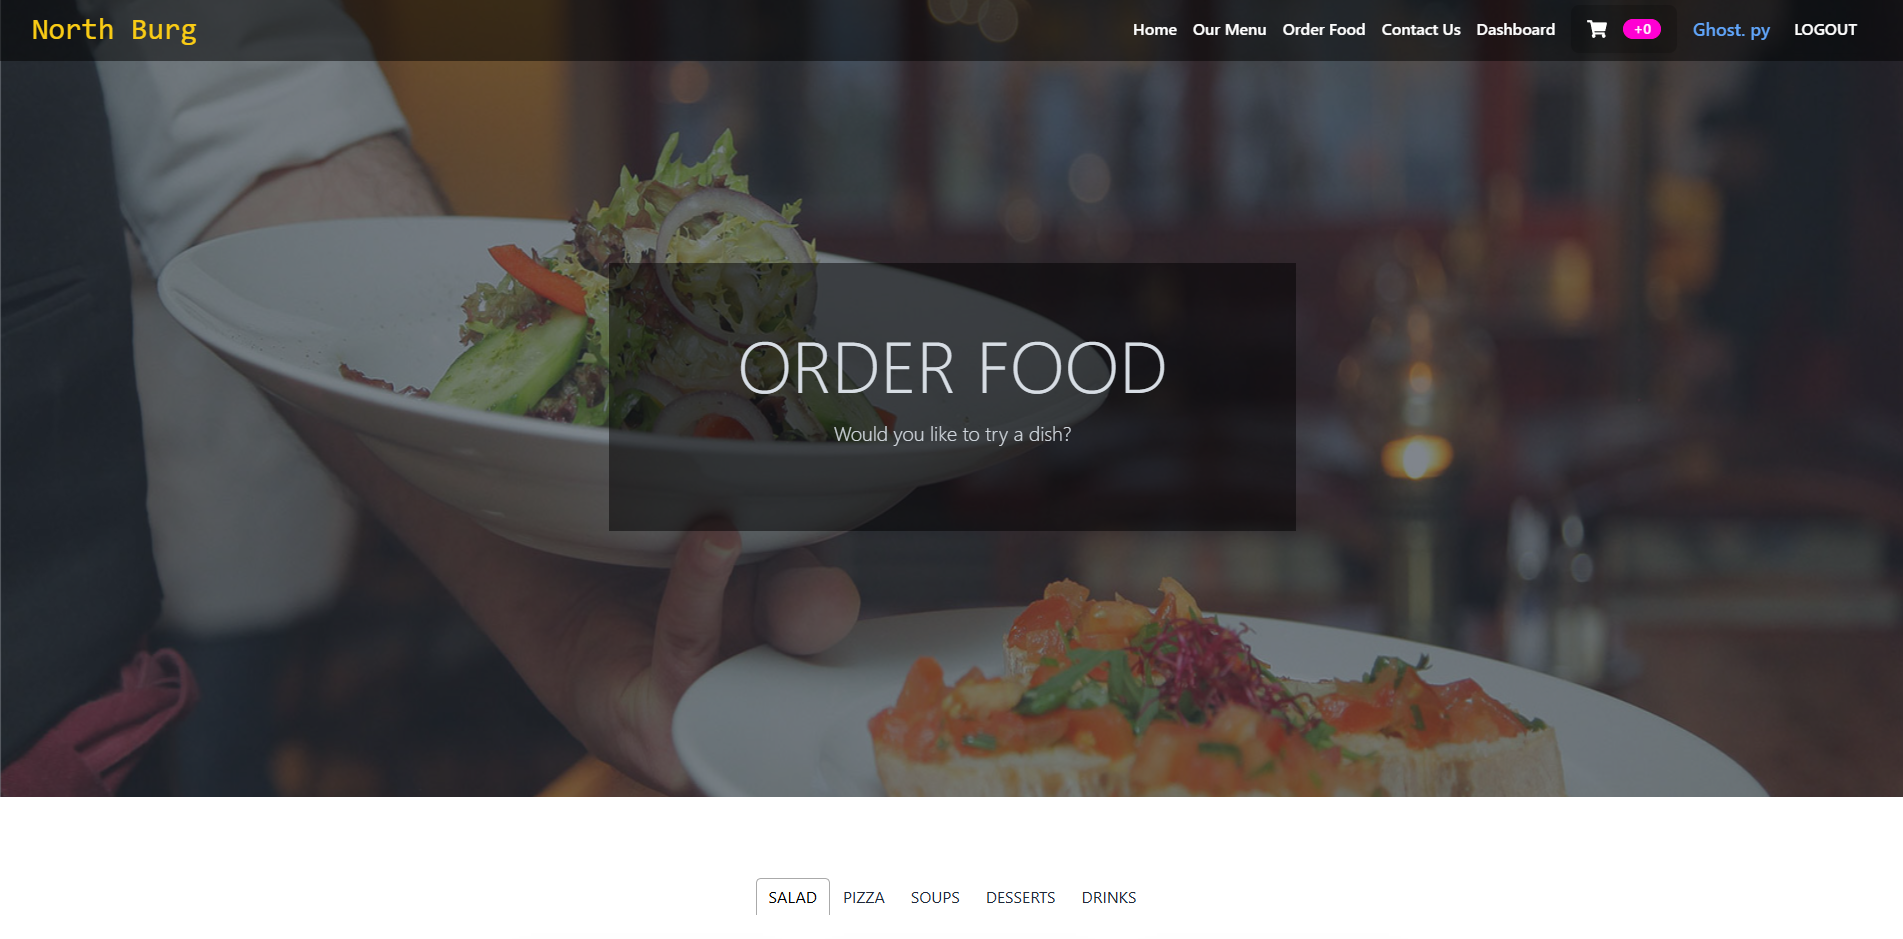 North Burg
Home Our Menu Order Food Contact Us Dashboard +0 Ghost. py LOGOUT
ORDER FOOD
Would you like to try a dish?
SALAD PIZZA SOUPS DESSERTS DRINKS